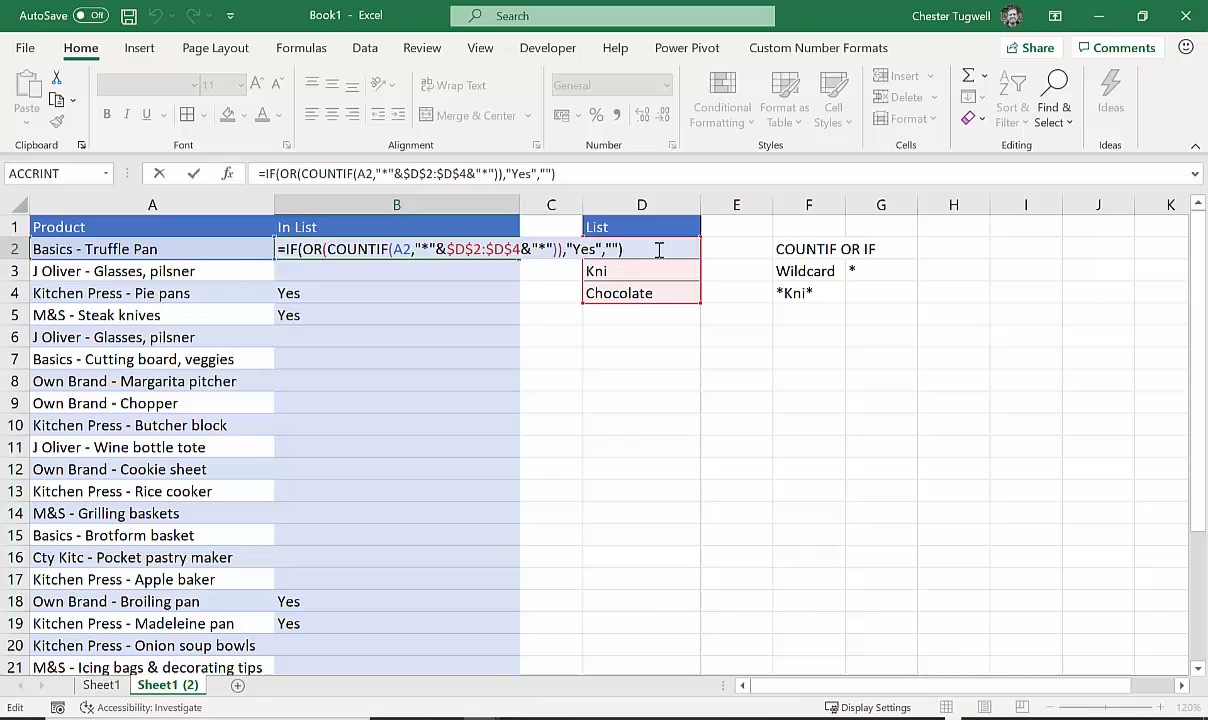 AutoSave Off Book1 - Excel Search Chester Tugwell
File Home Insert Page Layout Formulas Data Review View Developer Help Power Pivot Custom Number Formats Share Comments
Paste 11 Wrap Text General Conditional Formatting Format as Table Cell Styles Insert Sort & Filter Find & Select Ideas
B I U Merge & Center Delete
Format
Clipboard Font Alignment Number Styles Cells Editing Ideas
ACCRINT fx =IF(OR(COUNTIF(A2,"*"&$D$2:$D$4&"*")),"Yes","")
A B C D E F G H I J K
1 Product In List List
2 Basics - Truffle Pan =IF(OR(COUNTIF(A2,"*"&$D$2:$D$4&"*")),"Yes","") COUNTIF OR IF
3 J Oliver - Glasses, pilsner Kni Wildcard *
4 Kitchen Press - Pie pans Yes Chocolate *Kni*
5 M&S - Steak knives Yes
6 J Oliver - Glasses, pilsner
7 Basics - Cutting board, veggies
8 Own Brand - Margarita pitcher
9 Own Brand - Chopper
10 Kitchen Press - Butcher block
11 J Oliver - Wine bottle tote
12 Own Brand - Cookie sheet
13 Kitchen Press - Rice cooker
14 M&S - Grilling baskets
15 Basics - Brotform basket
16 Cty Kitc - Pocket pastry maker
17 Kitchen Press - Apple baker
18 Own Brand - Broiling pan Yes
19 Kitchen Press - Madeleine pan Yes
20 Kitchen Press - Onion soup bowls
21 M&S - Icing bags & decorating tips
Sheet1 Sheet1 (2)
Edit Accessibility: Investigate Display Settings 120%